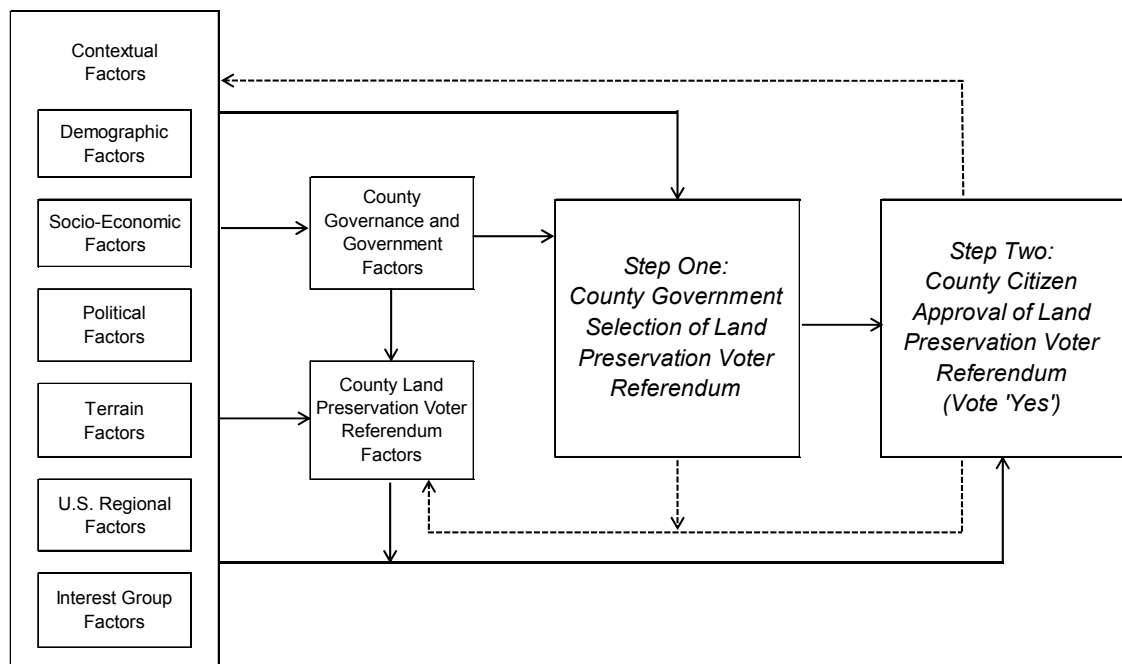 Contextual
Factors
Demographic
Factors
Socio-Economic
Factors
Political
Factors
Terrain
Factors
U.S. Regional
Factors
Interest Group
Factors
County
Governance and
Government
Factors
County Land
Preservation Voter
Referendum
Factors
Step One:
County Government
Selection of Land
Preservation Voter
Referendum
Step Two:
County Citizen
Approval of Land
Preservation Voter
Referendum
(Vote 'Yes')